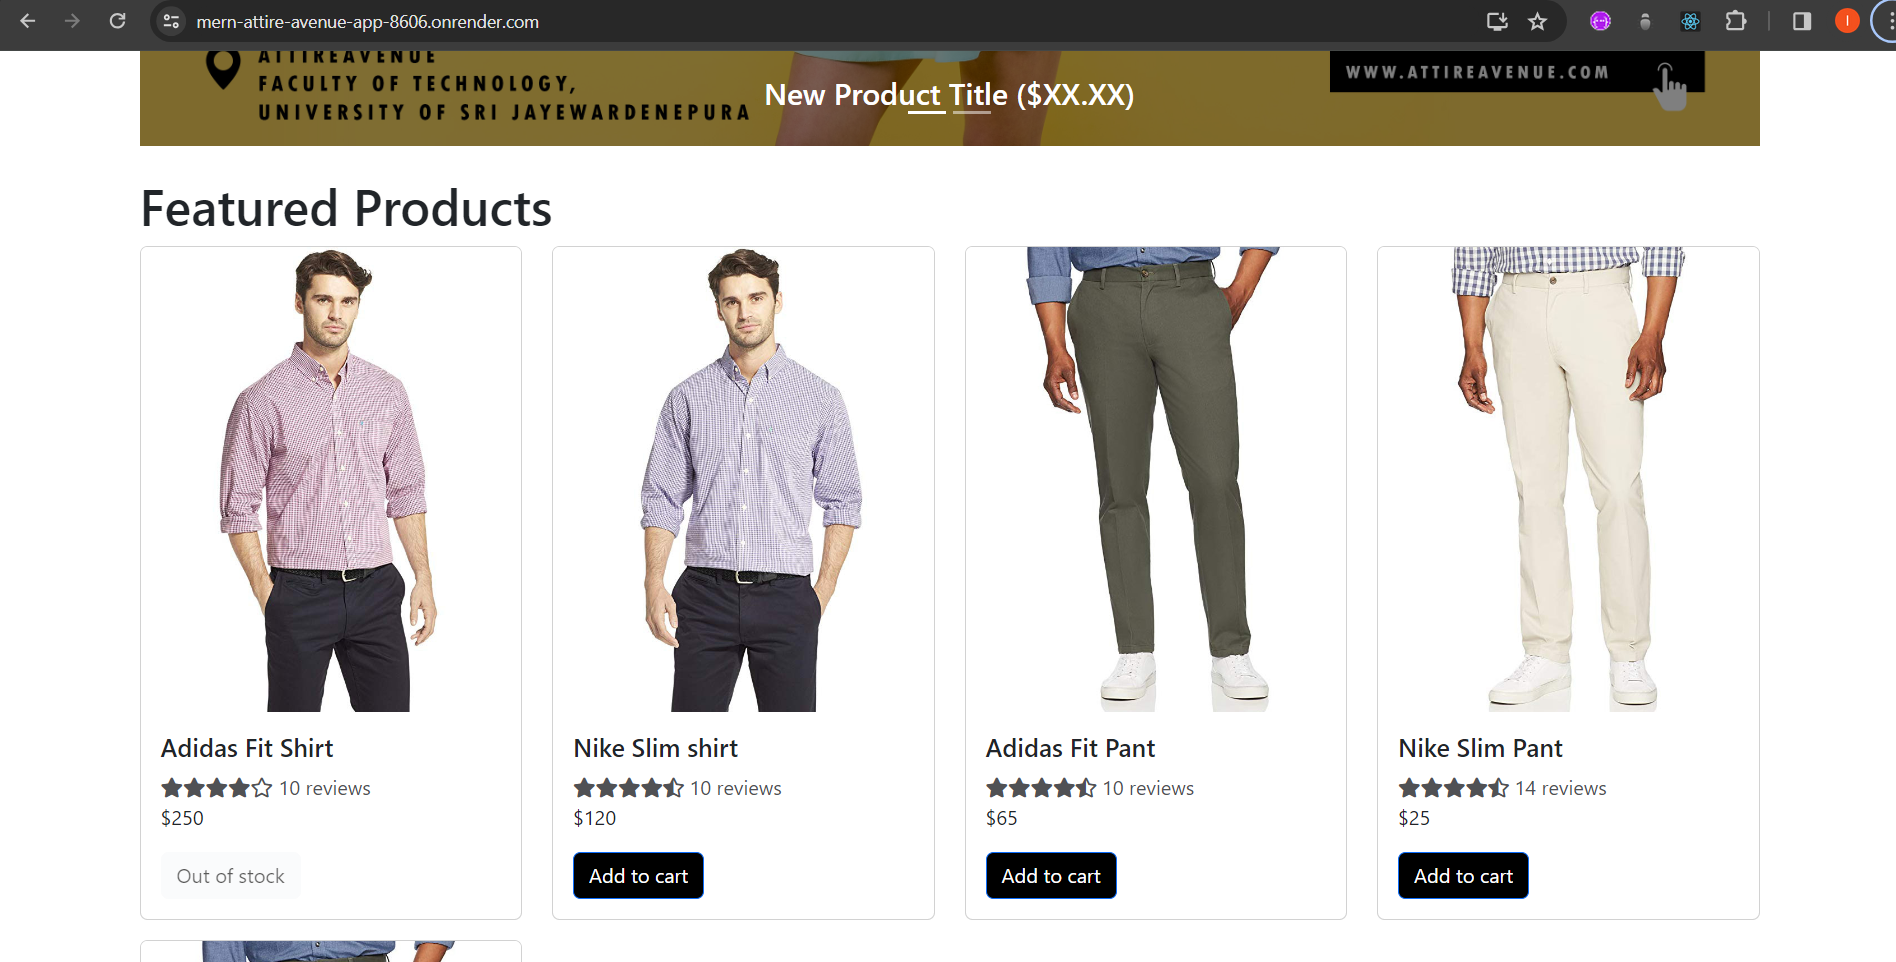 mern-attire-avenue-app-8606.onrender.com
I
ATTIREAVENUE
FACULTY OF TECHNOLOGY,
UNIVERSITY OF SRI JAYEWARDENEPURA
New Product Title ($XX.XX)
WWW.ATTIREAVENUE.COM
Featured Products
Adidas Fit Shirt
10 reviews
$250
Out of stock
Nike Slim shirt
10 reviews
$120
Add to cart
Adidas Fit Pant
10 reviews
$65
Add to cart
Nike Slim Pant
14 reviews
$25
Add to cart